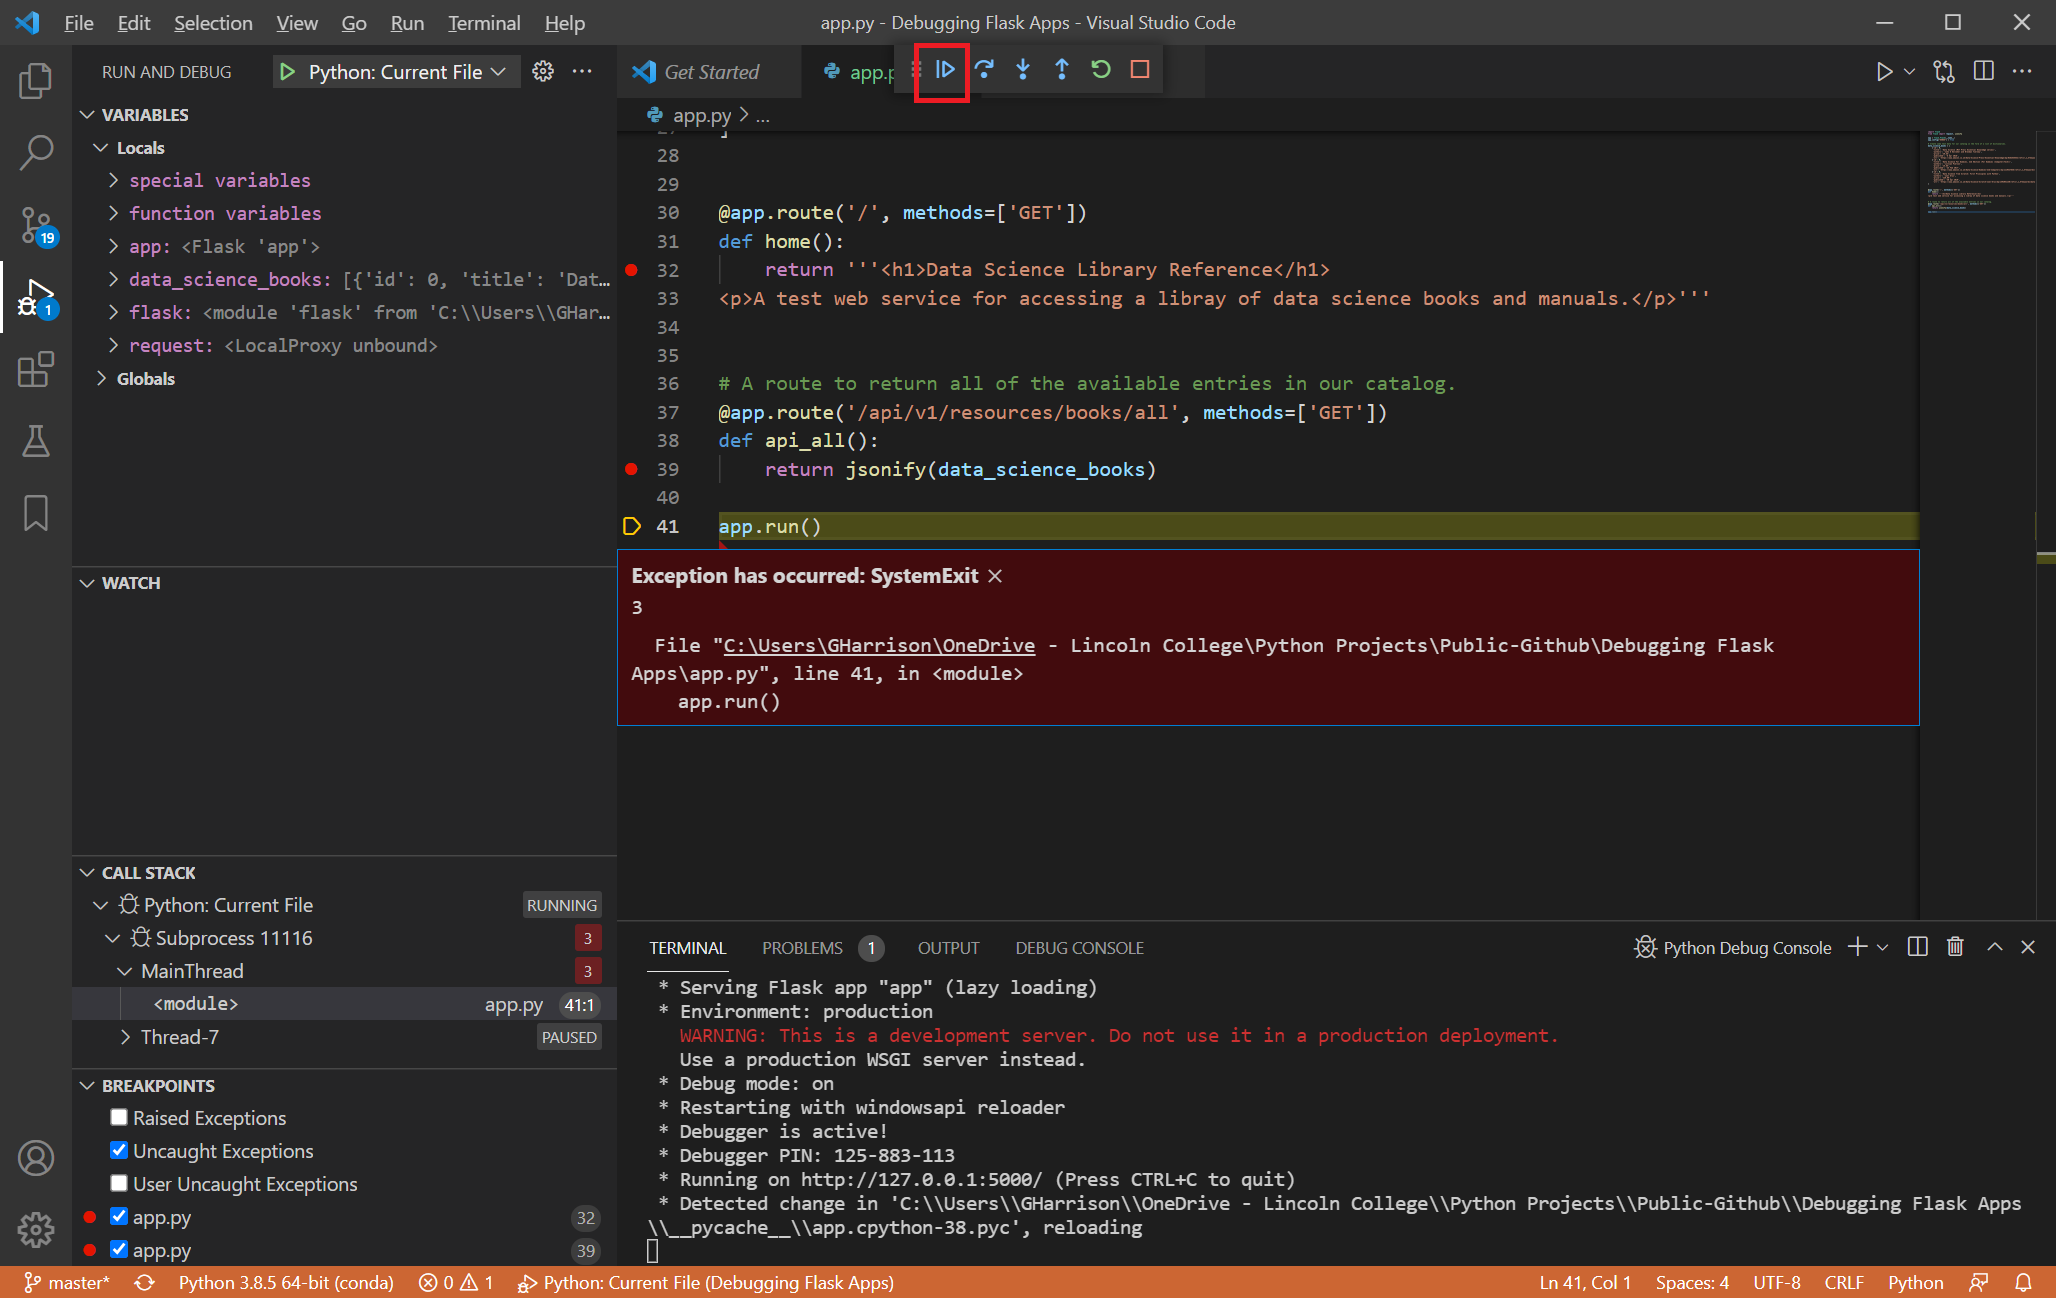 File Edit Selection View Go Run Terminal Help
app.py - Debugging Flask Apps - Visual Studio Code
RUN AND DEBUG
Python: Current File
Get Started
app.p
app.py > ...
VARIABLES
Locals
special variables
function variables
app: <Flask 'app'>
data_science_books: [{'id': 0, 'title': 'Dat...
flask: <module 'flask' from 'C:\\Users\\GHar...
request: <LocalProxy unbound>
Globals
19
1
WATCH
CALL STACK
Python: Current File RUNNING
Subprocess 11116 3
MainThread 3
<module> app.py 41:1
Thread-7 PAUSED
BREAKPOINTS
Raised Exceptions
Uncaught Exceptions
User Uncaught Exceptions
app.py 32
app.py 39
28
29
30 @app.route('/', methods=['GET'])
31 def home():
32 return '''<h1>Data Science Library Reference</h1>
33 <p>A test web service for accessing a libray of data science books and manuals.</p>'''
34
35
36 # A route to return all of the available entries in our catalog.
37 @app.route('/api/v1/resources/books/all', methods=['GET'])
38 def api_all():
39 return jsonify(data_science_books)
40
41 app.run()
Exception has occurred: SystemExit
3
File "C:\Users\GHarrison\OneDrive - Lincoln College\Python Projects\Public-Github\Debugging Flask
Apps\app.py", line 41, in <module>
app.run()
TERMINAL PROBLEMS 1 OUTPUT DEBUG CONSOLE
Python Debug Console
* Serving Flask app "app" (lazy loading)
* Environment: production
WARNING: This is a development server. Do not use it in a production deployment.
Use a production WSGI server instead.
* Debug mode: on
* Restarting with windowsapi reloader
* Debugger is active!
* Debugger PIN: 125-883-113
* Running on http://127.0.0.1:5000/ (Press CTRL+C to quit)
* Detected change in 'C:\\Users\\GHarrison\\OneDrive - Lincoln College\\Python Projects\\Public-Github\\Debugging Flask Apps
\\__pycache__\\app.cpython-38.pyc', reloading
master* Python 3.8.5 64-bit (conda) 0 1 Python: Current File (Debugging Flask Apps)
Ln 41, Col 1 Spaces: 4 UTF-8 CRLF Python